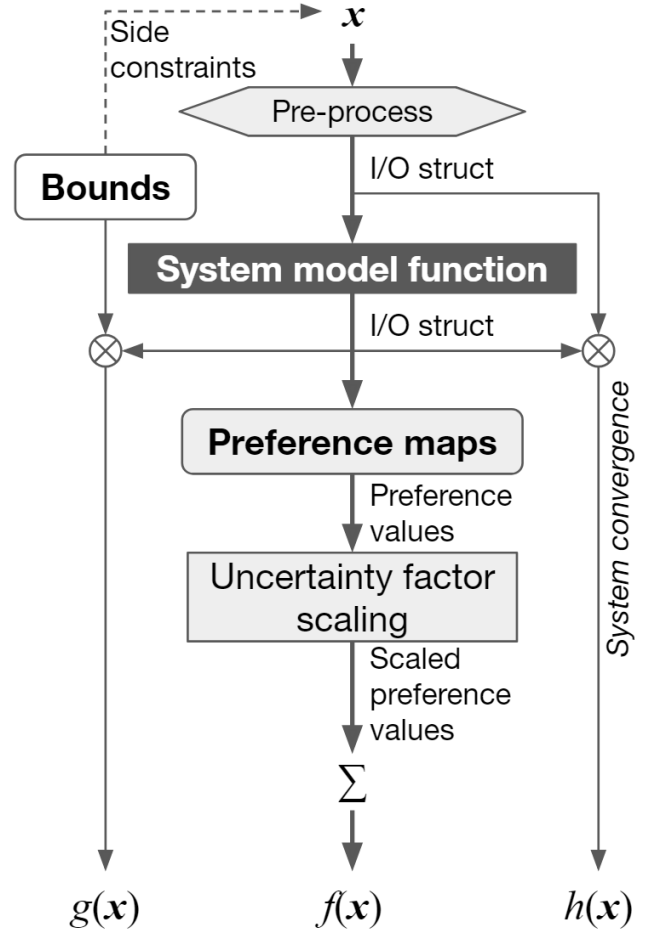 x
Side
constraints
Pre-process
I/O struct
Bounds
System model function
I/O struct
Preference maps
Preference
values
System convergence
Uncertainty factor
scaling
Scaled
preference
values
∑
g(x)
f(x)
h(x)